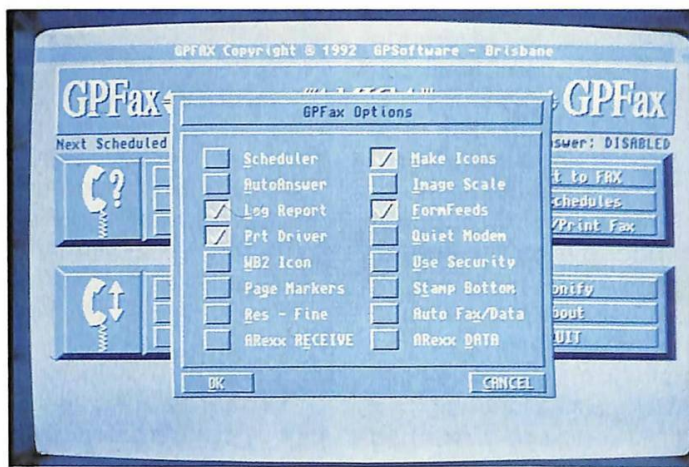 GPFAX Copyright © 1992 GPSoftware - Brisbane
GPFax
GPFax
Next Scheduled
swer: DISABLED
GPFax Options
Scheduler
Make Icons
AutoAnswer
Image Scale
Log Report
FormFeeds
Prt Driver
Quiet Modem
WB2 Icon
Use Security
Page Markers
Stamp Bottom
Res - Fine
Auto Fax/Data
ARexx RECEIVE
ARexx DATA
OK
CANCEL
t to FAX
chedules
/Print Fax
onify
bout
UIT